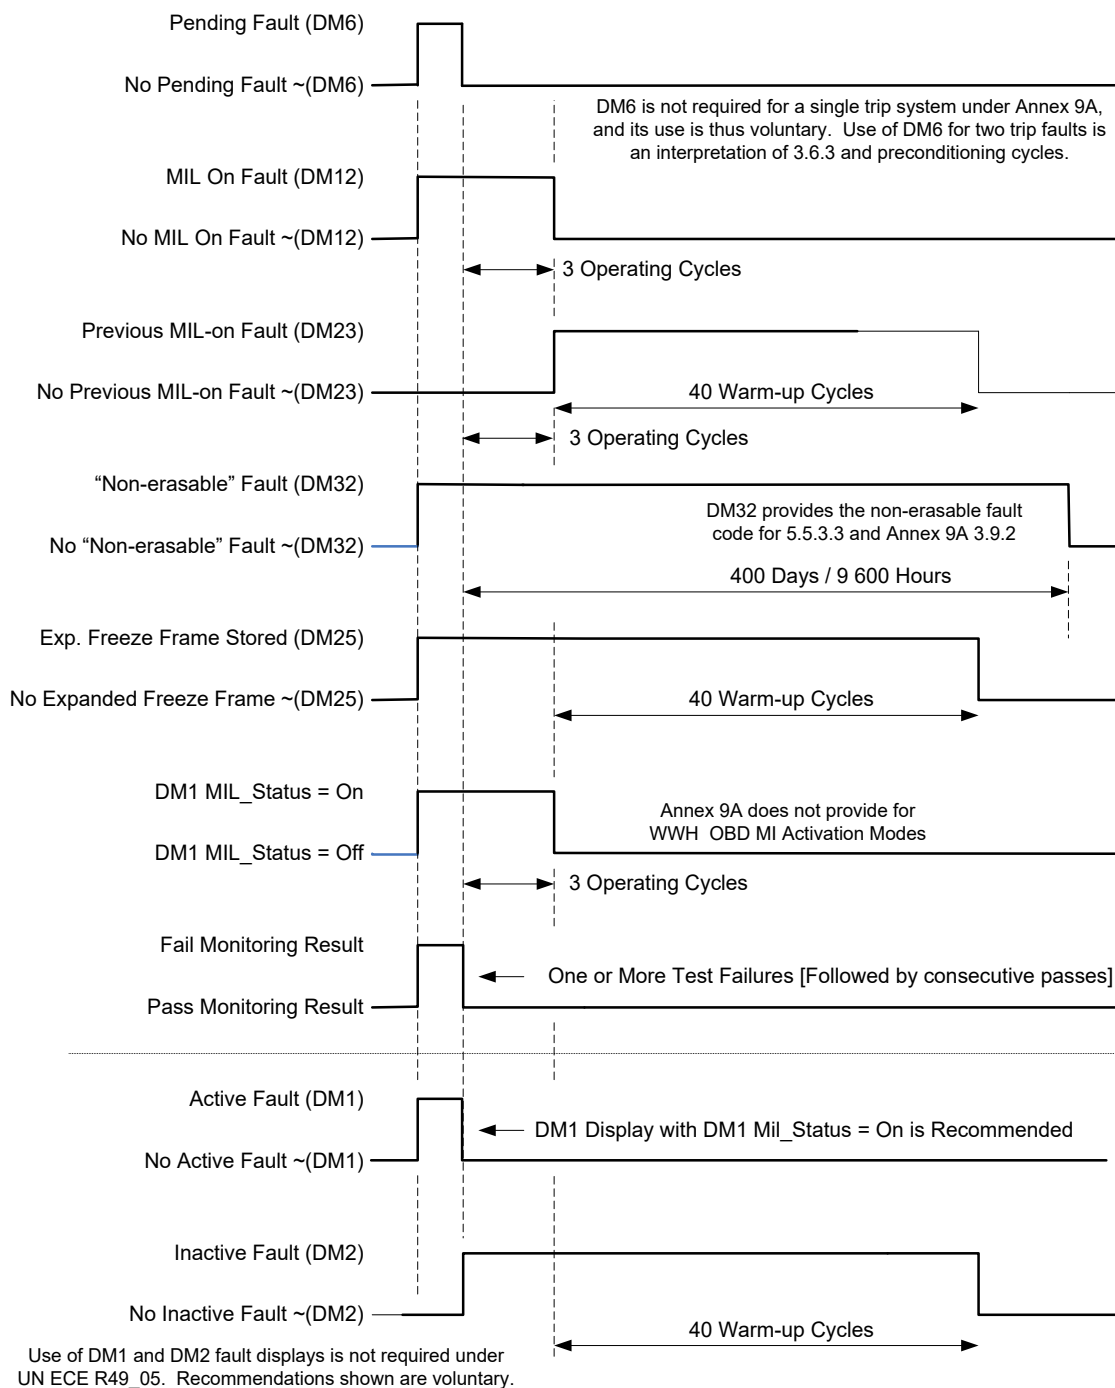 Pending Fault (DM6)
No Pending Fault ~(DM6)
DM6 is not required for a single trip system under Annex 9A,
and its use is thus voluntary.  Use of DM6 for two trip faults is
an interpretation of 3.6.3 and preconditioning cycles.
MIL On Fault (DM12)
No MIL On Fault ~(DM12)
3 Operating Cycles
Previous MIL-on Fault (DM23)
No Previous MIL-on Fault ~(DM23)
40 Warm-up Cycles
3 Operating Cycles
“Non-erasable” Fault (DM32)
DM32 provides the non-erasable fault
code for 5.5.3.3 and Annex 9A 3.9.2
No “Non-erasable” Fault ~(DM32)
400 Days / 9 600 Hours
Exp. Freeze Frame Stored (DM25)
No Expanded Freeze Frame ~(DM25)
40 Warm-up Cycles
DM1 MIL_Status = On
Annex 9A does not provide for
WWH  OBD MI Activation Modes
DM1 MIL_Status = Off
3 Operating Cycles
Fail Monitoring Result
One or More Test Failures [Followed by consecutive passes]
Pass Monitoring Result
Active Fault (DM1)
DM1 Display with DM1 Mil_Status = On is Recommended
No Active Fault ~(DM1)
Inactive Fault (DM2)
No Inactive Fault ~(DM2)
40 Warm-up Cycles
Use of DM1 and DM2 fault displays is not required under
UN ECE R49_05.  Recommendations shown are voluntary.